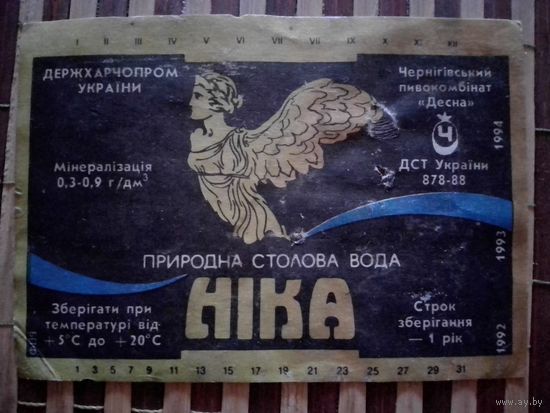 I II III IV V VI VII VIII IX X XI XII
ДЕРЖХАРЧОПРОМ
УКРАЇНИ
Мінералізація
0,3-0,9 г/дм³
Чернігівський
пивокомбінат
«Десна»
Ч
ДСТ України
878-88
ПРИРОДНА СТОЛОВА ВОДА
НІКА
Зберігати при
температурі від
+5°С до +20°С
Строк
зберігання
— 1 рік
1992 1993 1994
1 3 5 7 9 11 13 15 17 19 21 23 25 27 29 31
www.ay.by